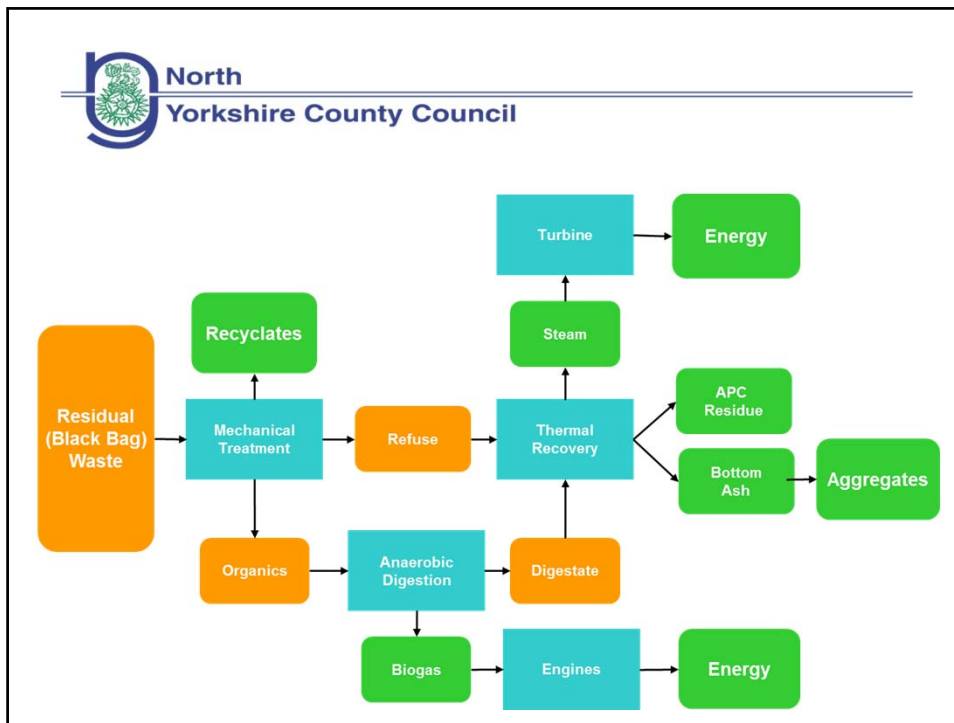 North
Yorkshire County Council
Turbine
Energy
Recyclates
Steam
Residual
(Black Bag)
Waste
Mechanical
Treatment
Refuse
Thermal
Recovery
APC
Residue
Bottom
Ash
Aggregates
Organics
Anaerobic
Digestion
Digestate
Biogas
Engines
Energy